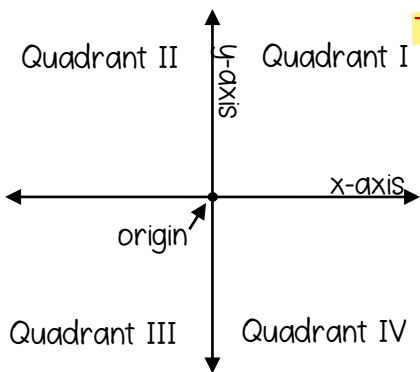 Quadrant II
Quadrant I
y-axis
x-axis
origin
Quadrant III
Quadrant IV